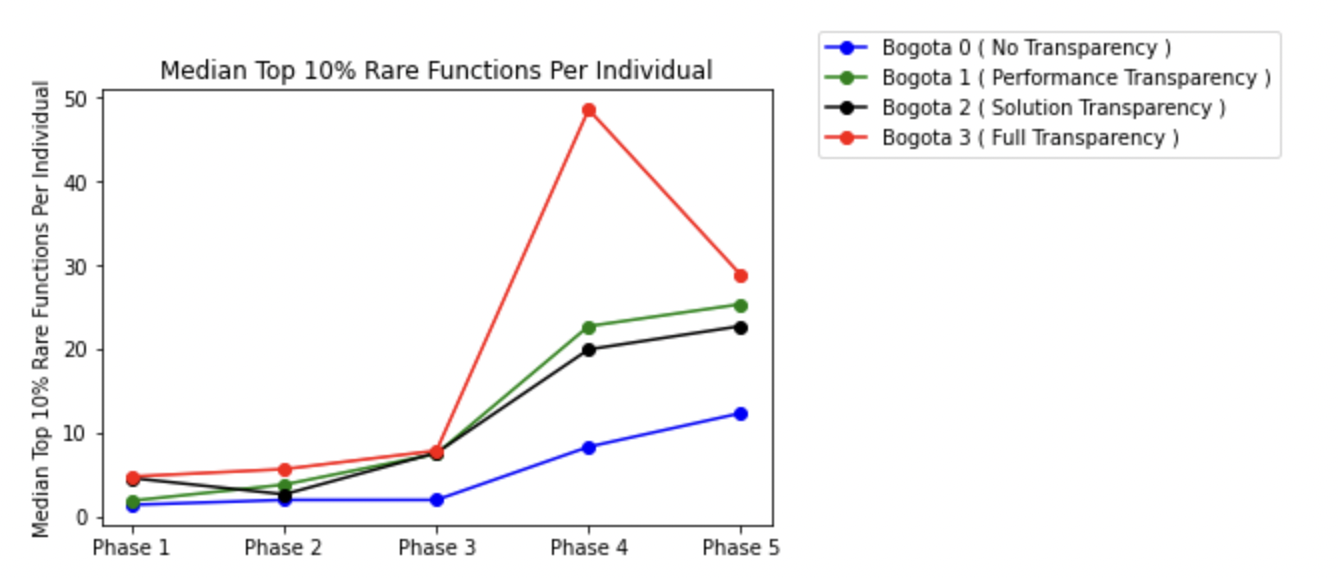 Median Top 10% Rare Functions Per Individual
Median Top 10% Rare Functions Per Individual
50
40
30
20
10
0
Phase 1 Phase 2 Phase 3 Phase 4 Phase 5
Bogota 0 ( No Transparency )
Bogota 1 ( Performance Transparency )
Bogota 2 ( Solution Transparency )
Bogota 3 ( Full Transparency )